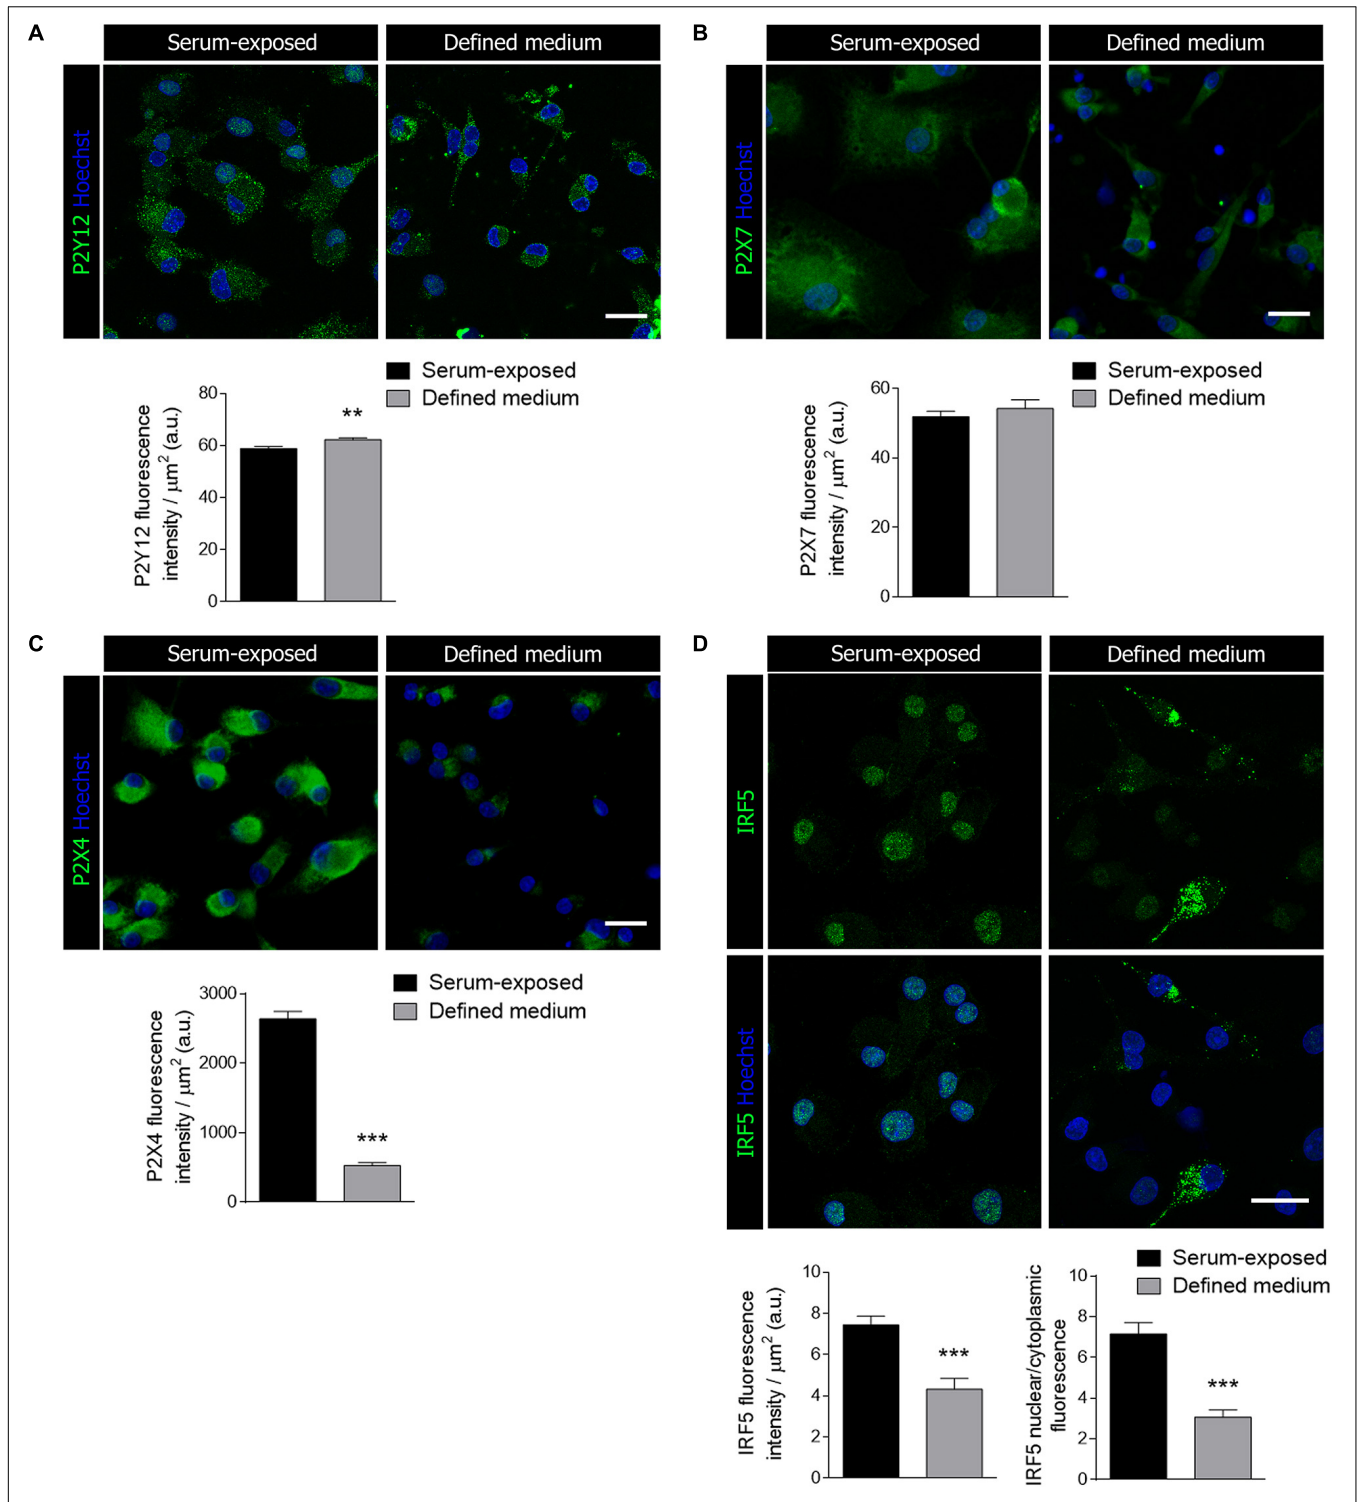 A
Serum-exposed
Defined medium
P2Y12 Hoechst
Serum-exposed
Defined medium
P2Y12 fluorescence
intensity / μm² (a.u.)
80
60
40
20
0
**
B
Serum-exposed
Defined medium
P2X7 Hoechst
Serum-exposed
Defined medium
P2X7 fluorescence
intensity / μm² (a.u.)
60
40
20
0
C
Serum-exposed
Defined medium
P2X4 Hoechst
Serum-exposed
Defined medium
P2X4 fluorescence
intensity / μm² (a.u.)
3000
2000
1000
0
***
D
Serum-exposed
Defined medium
IRF5
IRF5 Hoechst
Serum-exposed
Defined medium
IRF5 fluorescence
intensity / μm² (a.u.)
10
8
6
4
2
0
***
IRF5 nuclear/cytoplasmic
fluorescence
10
8
6
4
2
0
***